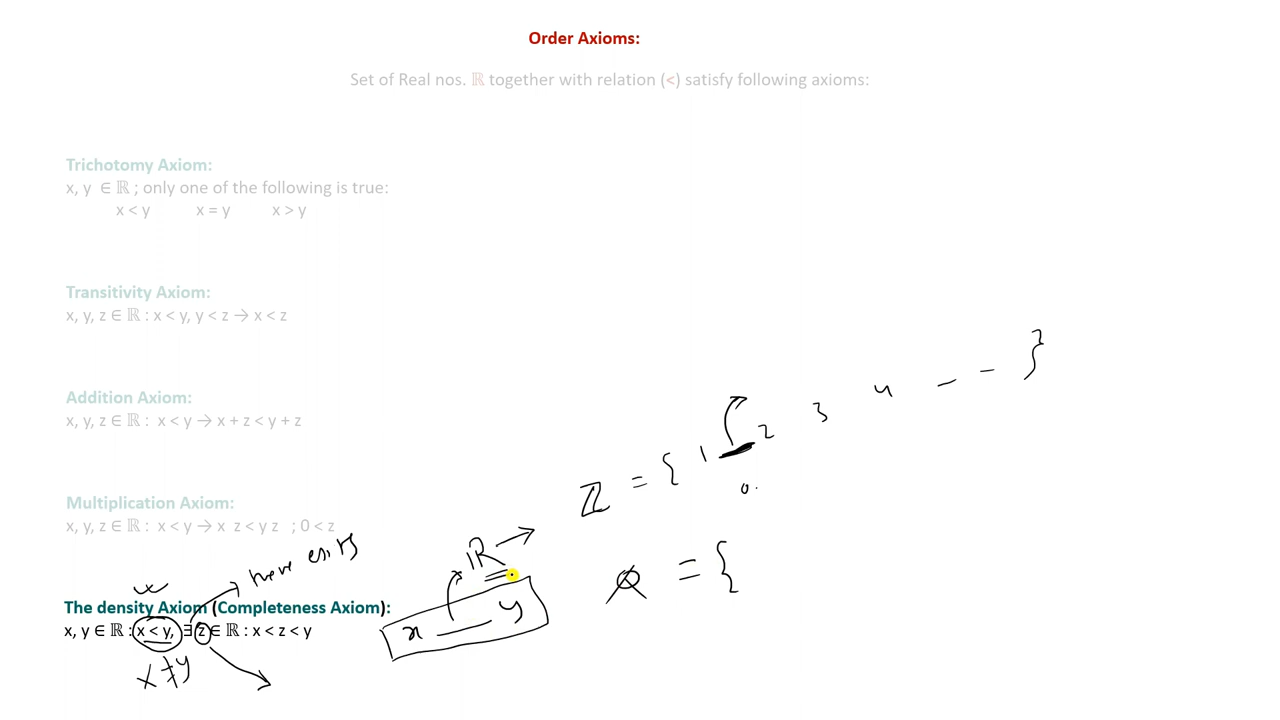 Order Axioms:
Set of Real nos. ℝ together with relation (<) satisfy following axioms:
Trichotomy Axiom:
x, y ∈ ℝ ; only one of the following is true:
x < y x = y x > y
Transitivity Axiom:
x, y, z ∈ ℝ : x < y, y < z → x < z
Addition Axiom:
x, y, z ∈ ℝ : x < y → x + z < y + z
Multiplication Axiom:
x, y, z ∈ ℝ : x < y → x z < y z ; 0 < z
there exists
The density Axiom (Completeness Axiom):
x, y ∈ ℝ : x < y, ∃ z ∈ ℝ : x < z < y
x ≠ y
ℝ
x y
ℤ = { 1 2 3 4 - - }
0.
Q = {